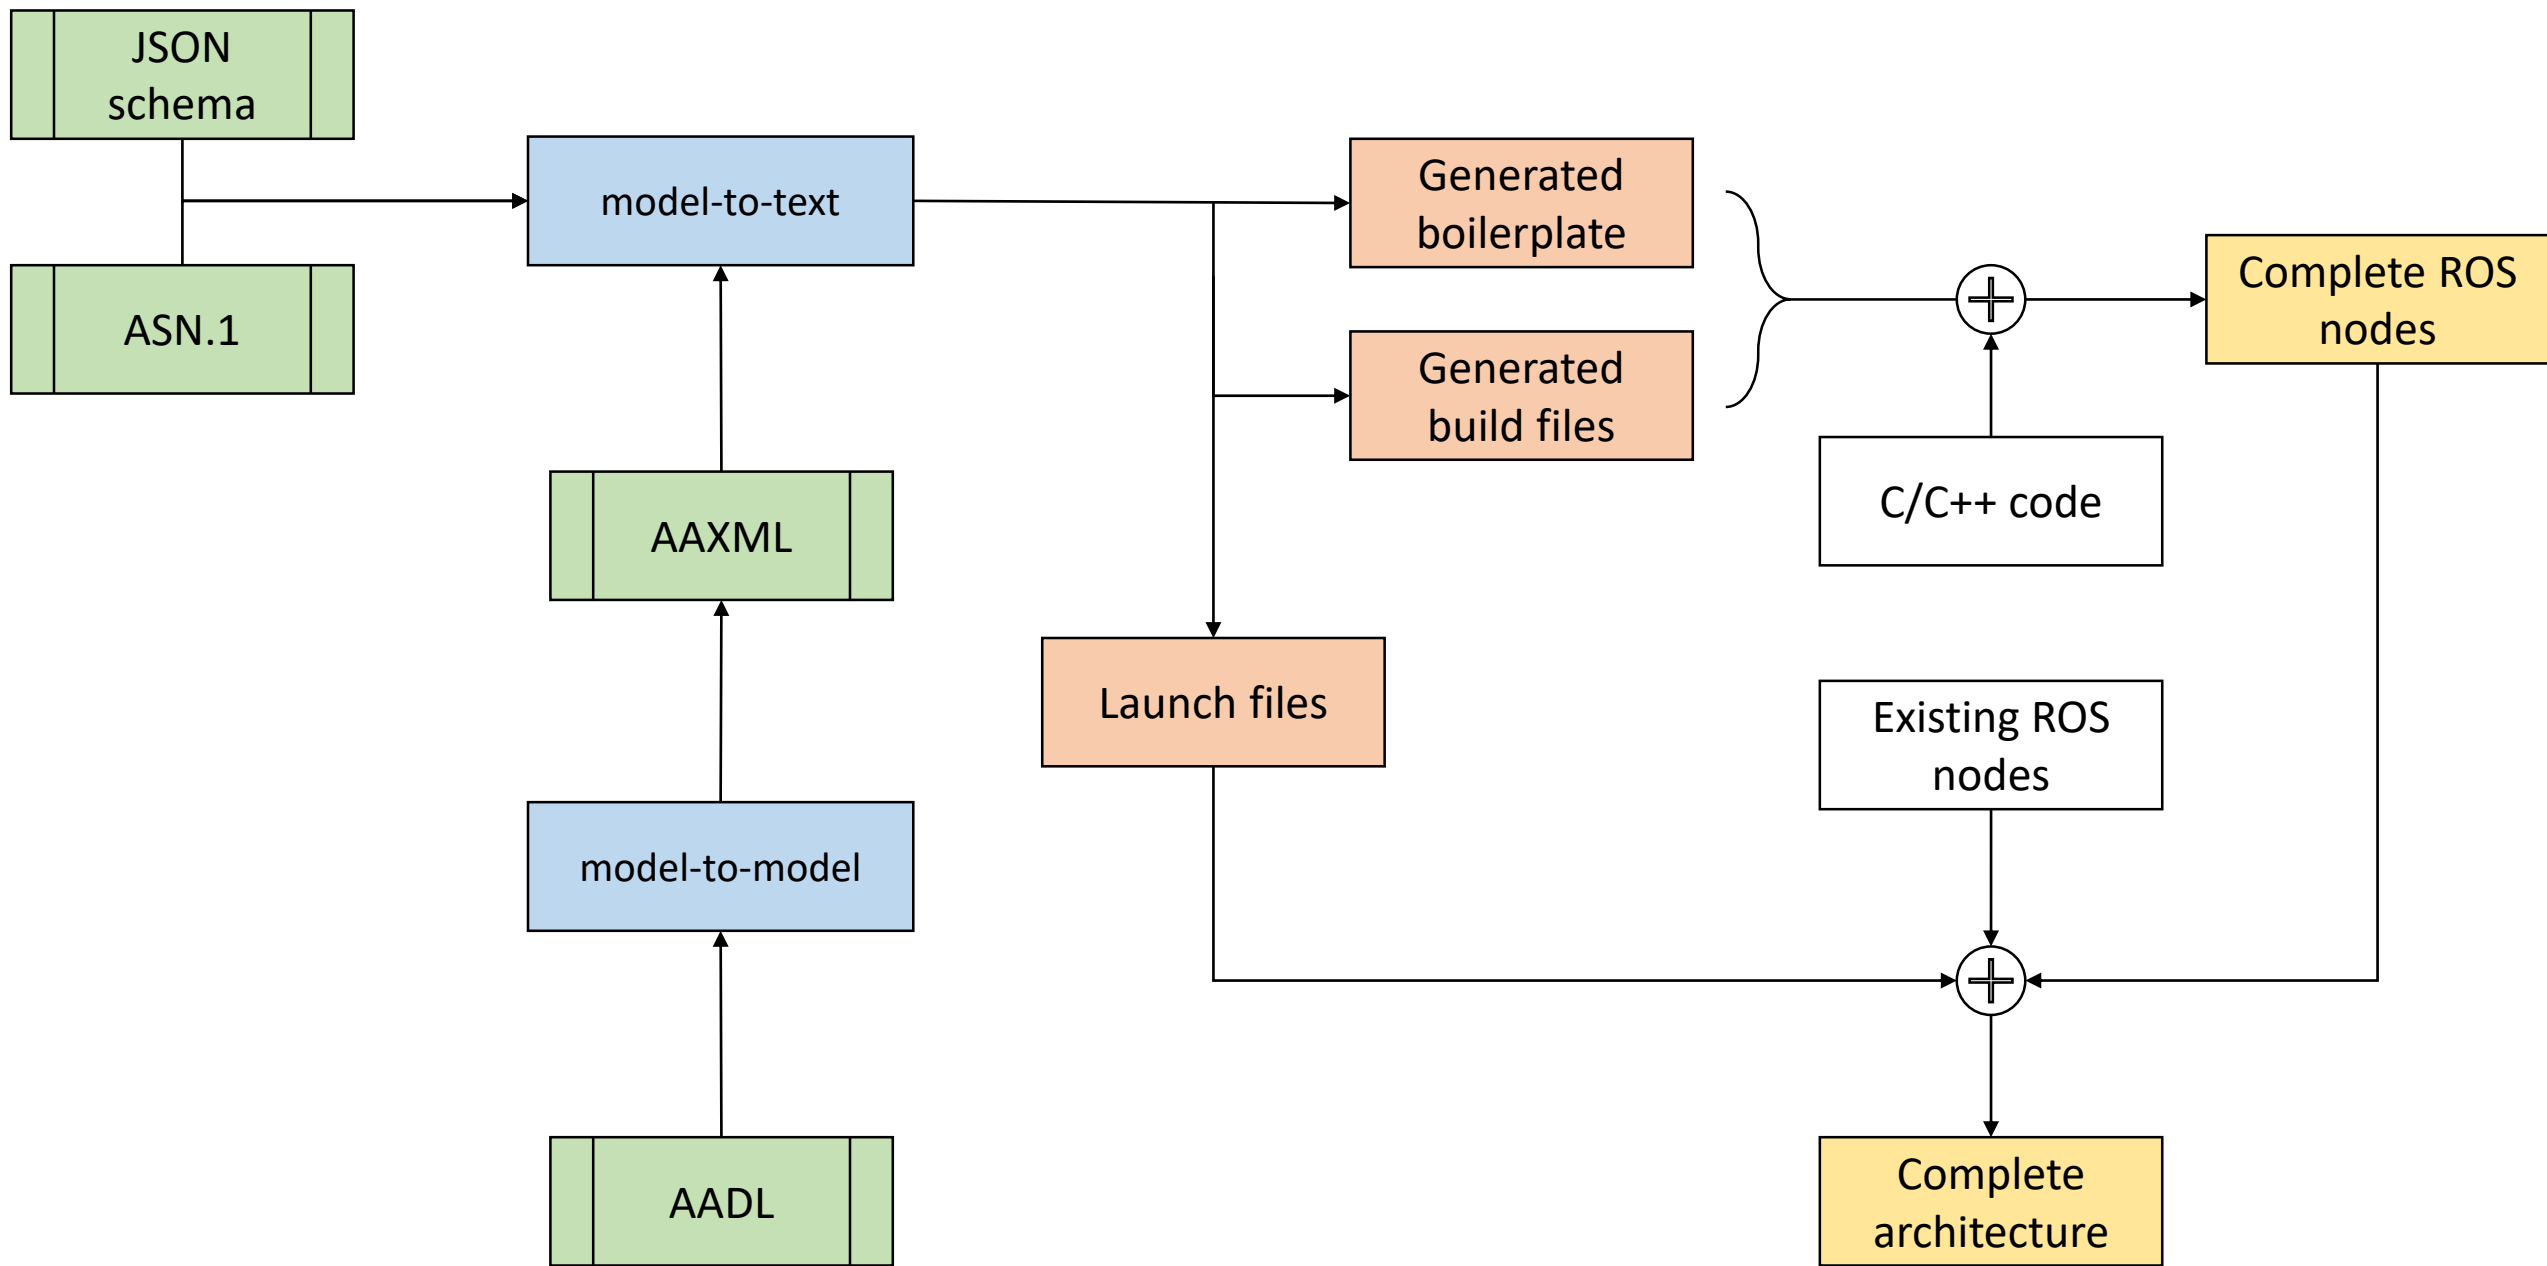 JSON
schema
model-to-text
ASN.1
Generated
boilerplate
Generated
build files
Complete ROS
nodes
C/C++ code
AAXML
Launch files
Existing ROS
nodes
model-to-model
AADL
Complete
architecture